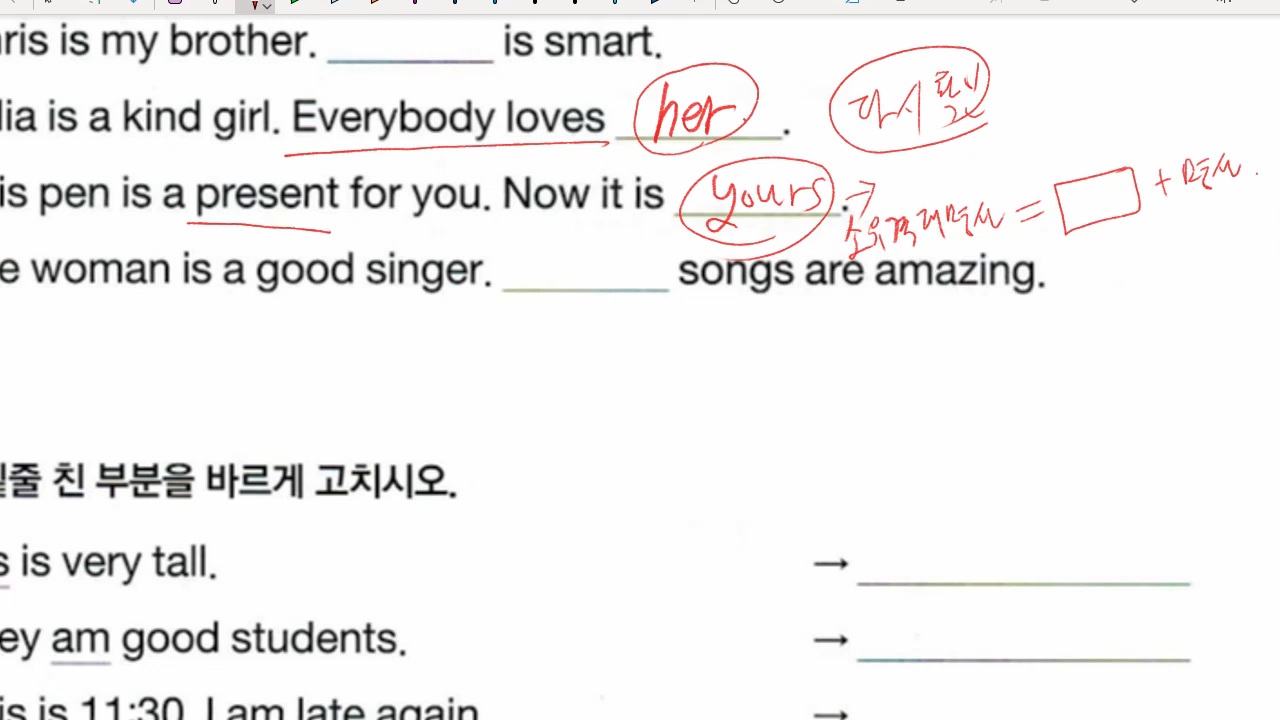 ris is my brother. ________ is smart.
lia is a kind girl. Everybody loves her. 다시 확인
is pen is a present for you. Now it is yours. → 소유격대명사 = □ + 명사.
e woman is a good singer. ________ songs are amazing.
줄 친 부분을 바르게 고치시오.
s is very tall. → ________
ey am good students. → ________
is is 11:30. I am late again →